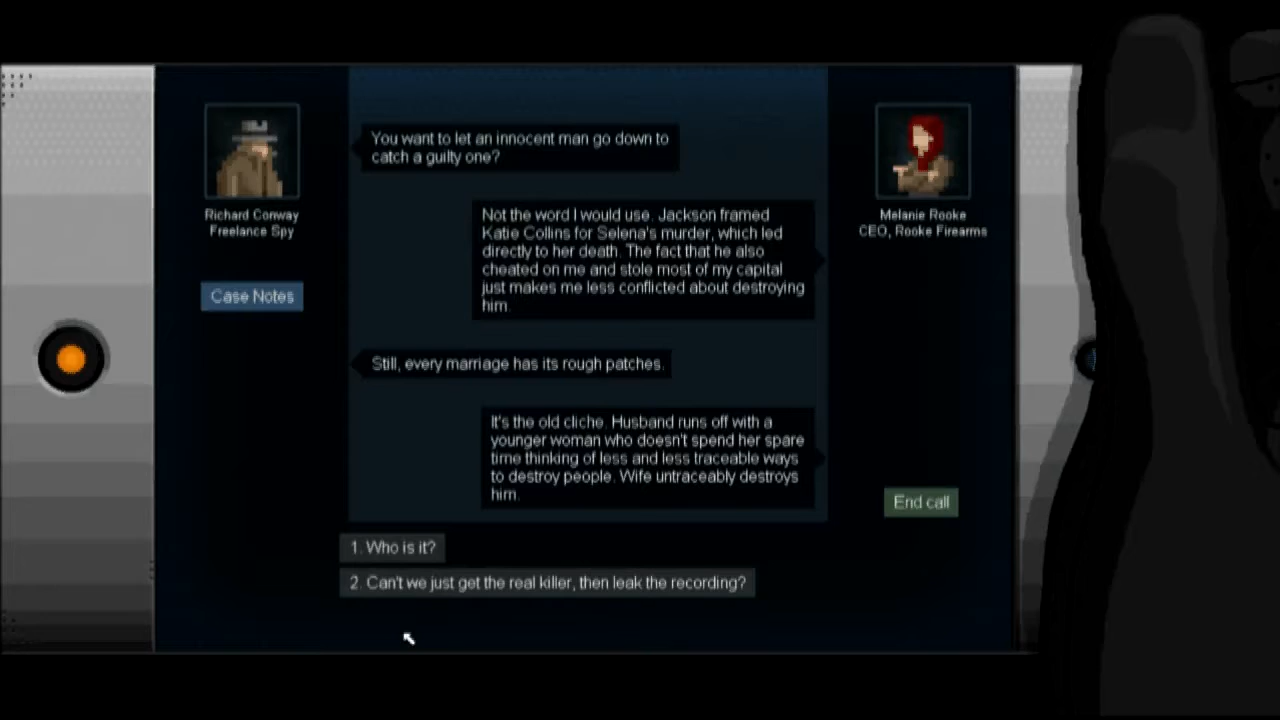 You want to let an innocent man go down to
catch a guilty one?
Richard Conway
Freelance Spy
Melanie Rooke
CEO, Rooke Firearms
Not the word I would use. Jackson framed
Katie Collins for Selena's murder, which led
directly to her death. The fact that he also
cheated on me and stole most of my capital
just makes me less conflicted about destroying
him.
Case Notes
Still, every marriage has its rough patches.
It's the old cliche. Husband runs off with a
younger woman who doesn't spend her spare
time thinking of less and less traceable ways
to destroy people. Wife untraceably destroys
him.
End call
1. Who is it?
2. Can't we just get the real killer, then leak the recording?